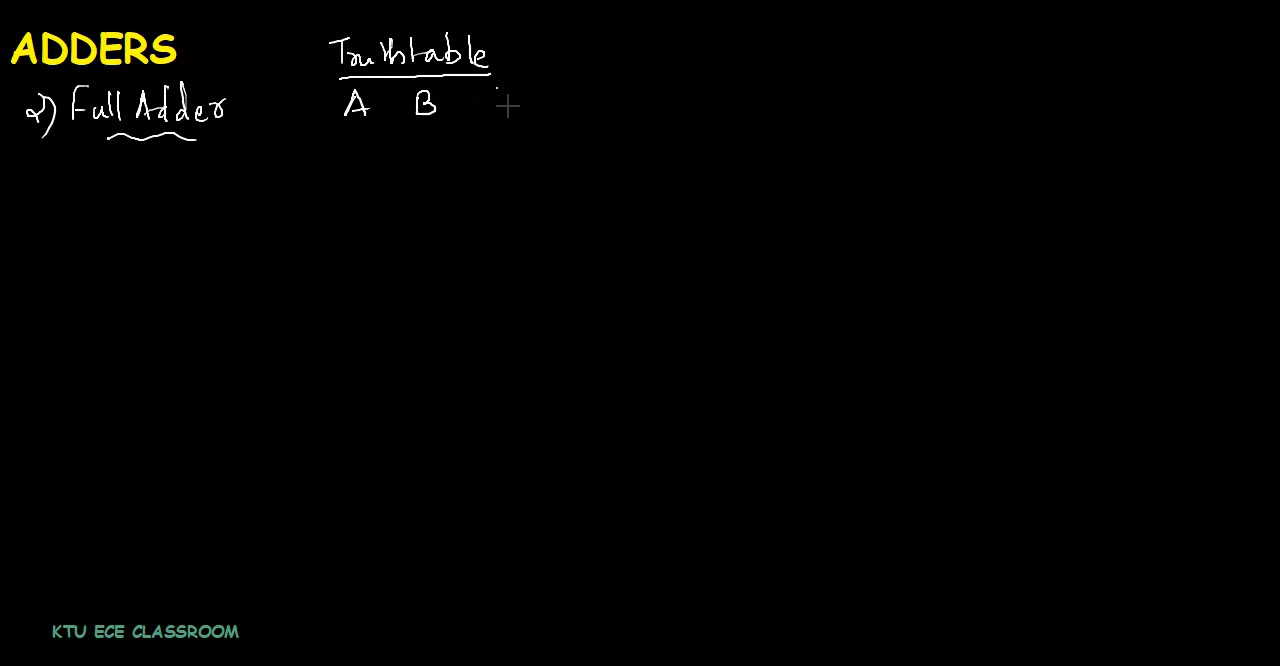 ADDERS
2) Full Adder
Truthtable
A B
KTU ECE CLASSROOM